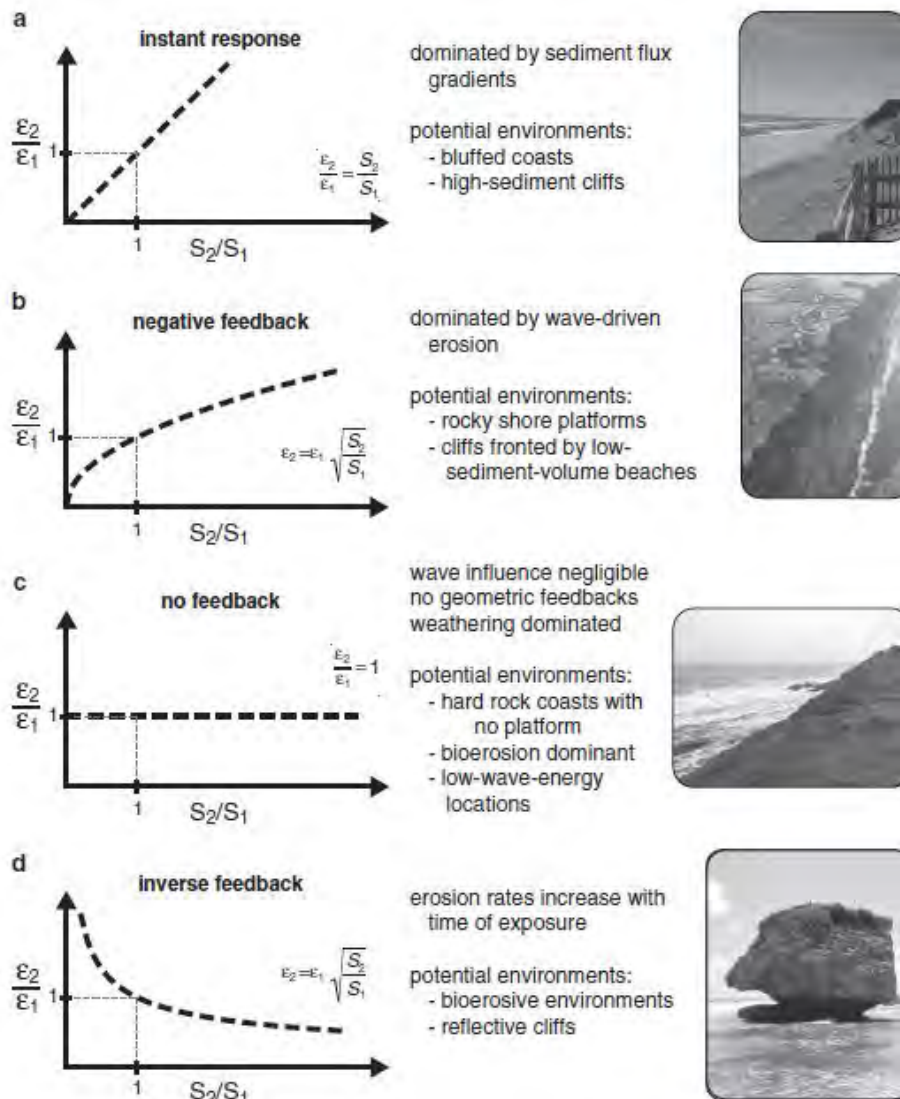 a
instant response
ε2/ε1
1
ε2/ε1 = S2/S1
1
S2/S1
dominated by sediment flux
gradients
potential environments:
- bluffed coasts
- high-sediment cliffs
b
negative feedback
ε2/ε1
1
ε2=ε1 √S2/S1
1
S2/S1
dominated by wave-driven
erosion
potential environments:
- rocky shore platforms
- cliffs fronted by low-
sediment-volume beaches
c
no feedback
ε2/ε1
1
ε2/ε1 = 1
1
S2/S1
wave influence negligible
no geometric feedbacks
weathering dominated
potential environments:
- hard rock coasts with
no platform
- bioerosion dominant
- low-wave-energy
locations
d
inverse feedback
ε2/ε1
1
ε2=ε1 √S2/S1
1
S2/S1
erosion rates increase with
time of exposure
potential environments:
- bioerosive environments
- reflective cliffs